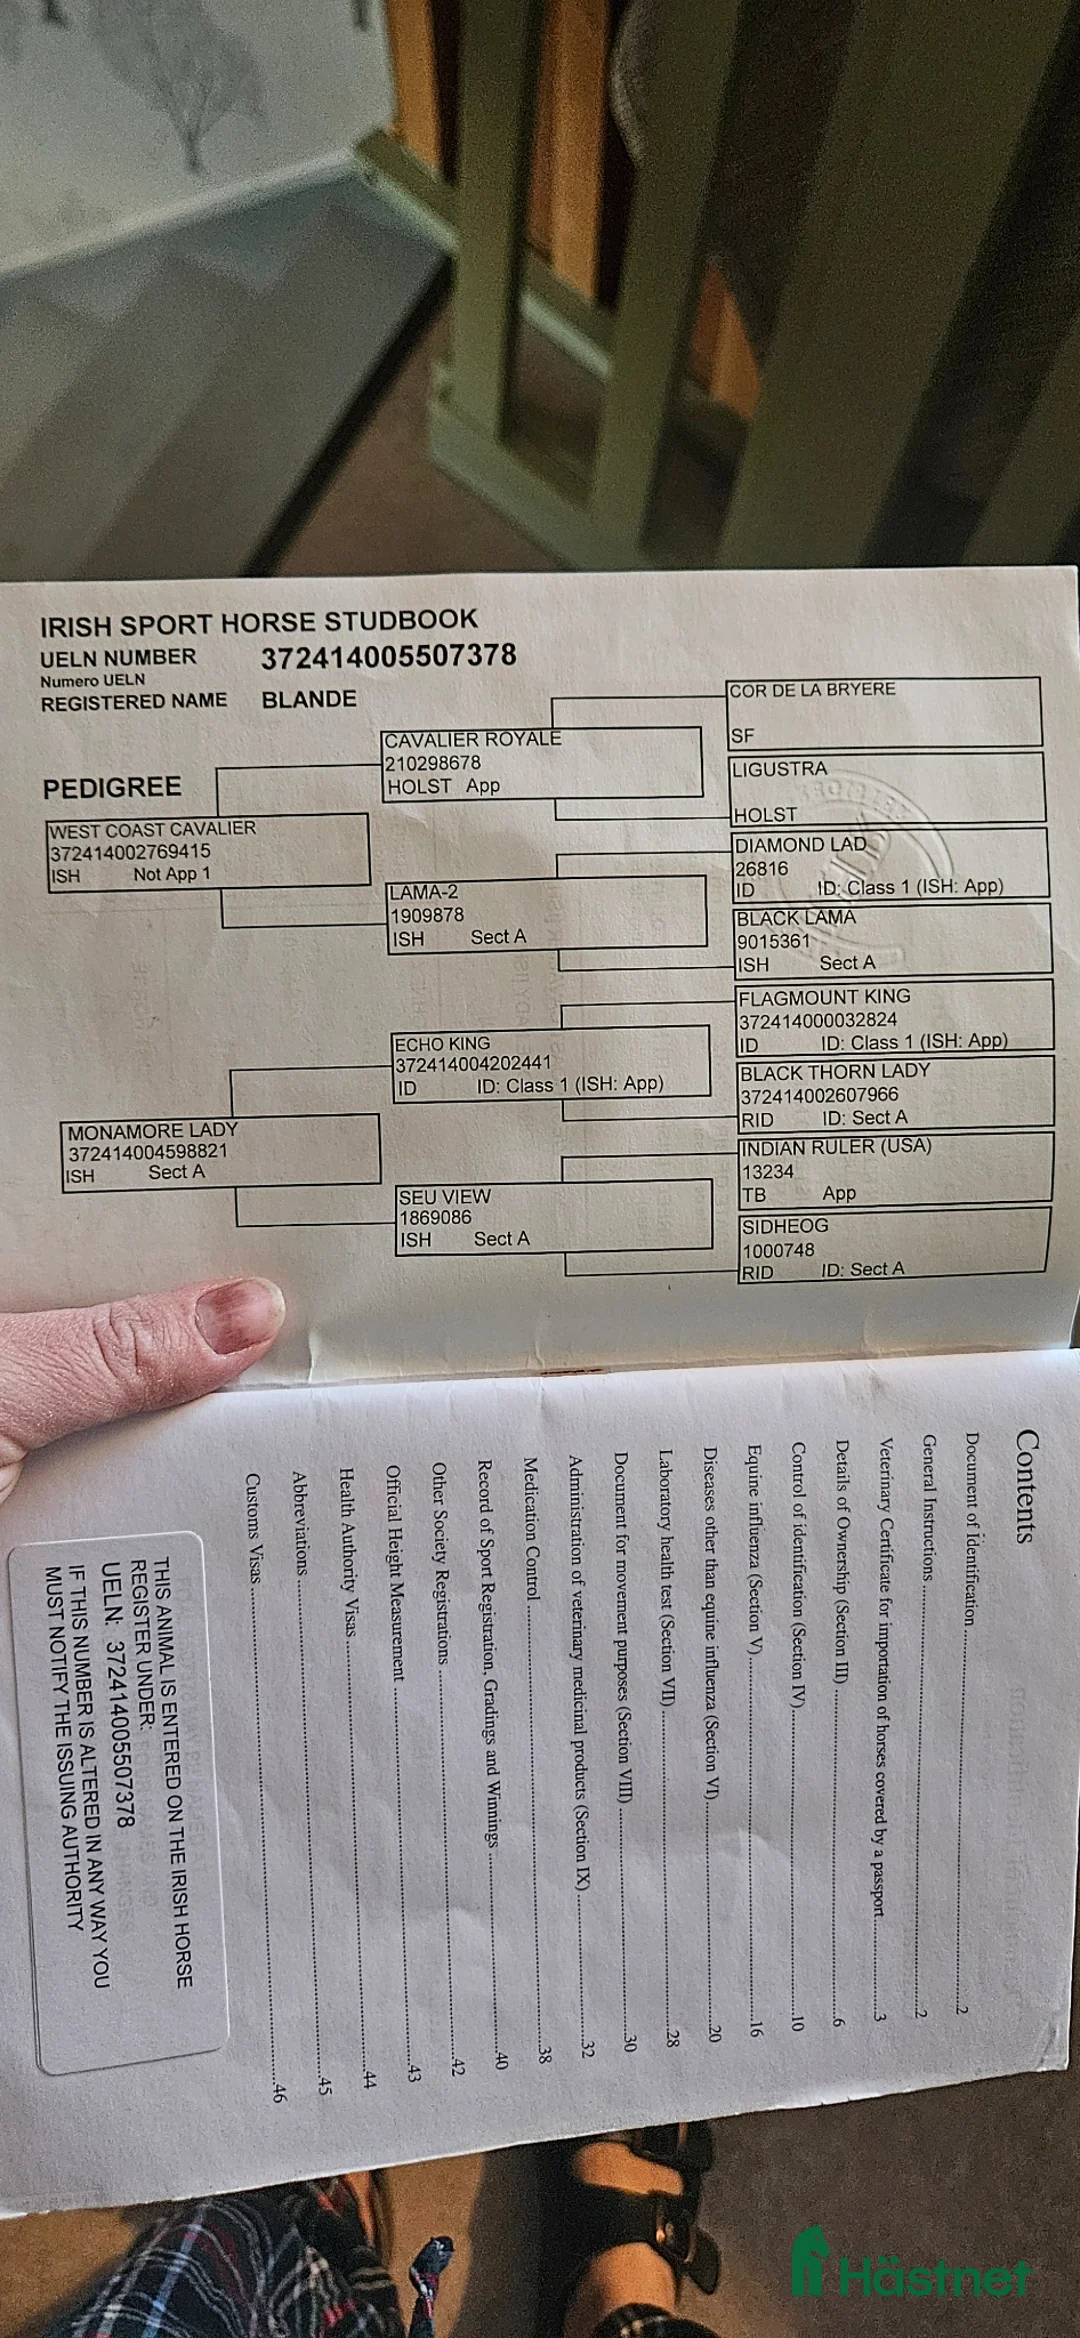 IRISH SPORT HORSE STUDBOOK
UELN NUMBER 372414005507378
Numero UELN
REGISTERED NAME BLANDE
PEDIGREE
WEST COAST CAVALIER
372414002769415
ISH Not App 1
MONAMORE LADY
372414004598821
ISH Sect A
CAVALIER ROYALE
210298678
HOLST App
LAMA-2
1909878
ISH Sect A
ECHO KING
372414004202441
ID ID: Class 1 (ISH: App)
SEU VIEW
1869086
ISH Sect A
COR DE LA BRYERE
SF
LIGUSTRA
HOLST
DIAMOND LAD
26816
ID ID: Class 1 (ISH: App)
BLACK LAMA
9015361
ISH Sect A
FLAGMOUNT KING
372414000032824
ID ID: Class 1 (ISH: App)
BLACK THORN LADY
372414002607966
RID ID: Sect A
INDIAN RULER (USA)
13234
TB App
SIDHEOG
1000748
RID ID: Sect A
Contents
Document of Identification 2
General Instructions 2
Veterinary Certificate for importation of horses covered by a passport 3
Details of Ownership (Section III) 6
Control of identification (Section IV) 10
Equine influenza (Section V) 16
Diseases other than equine influenza (Section VI) 20
Laboratory health test (Section VII) 28
Document for movement purposes (Section VIII) 30
Administration of veterinary medicinal products (Section IX) 32
Medication Control 38
Record of Sport Registration, Gradings and Winnings 40
Other Society Registrations 42
Official Height Measurement 43
Health Authority Visas 44
Abbreviations 45
Customs Visas 46
THIS ANIMAL IS ENTERED ON THE IRISH HORSE
REGISTER UNDER:
UELN: 372414005507378
IF THIS NUMBER IS ALTERED IN ANY WAY YOU
MUST NOTIFY THE ISSUING AUTHORITY
Hästnet